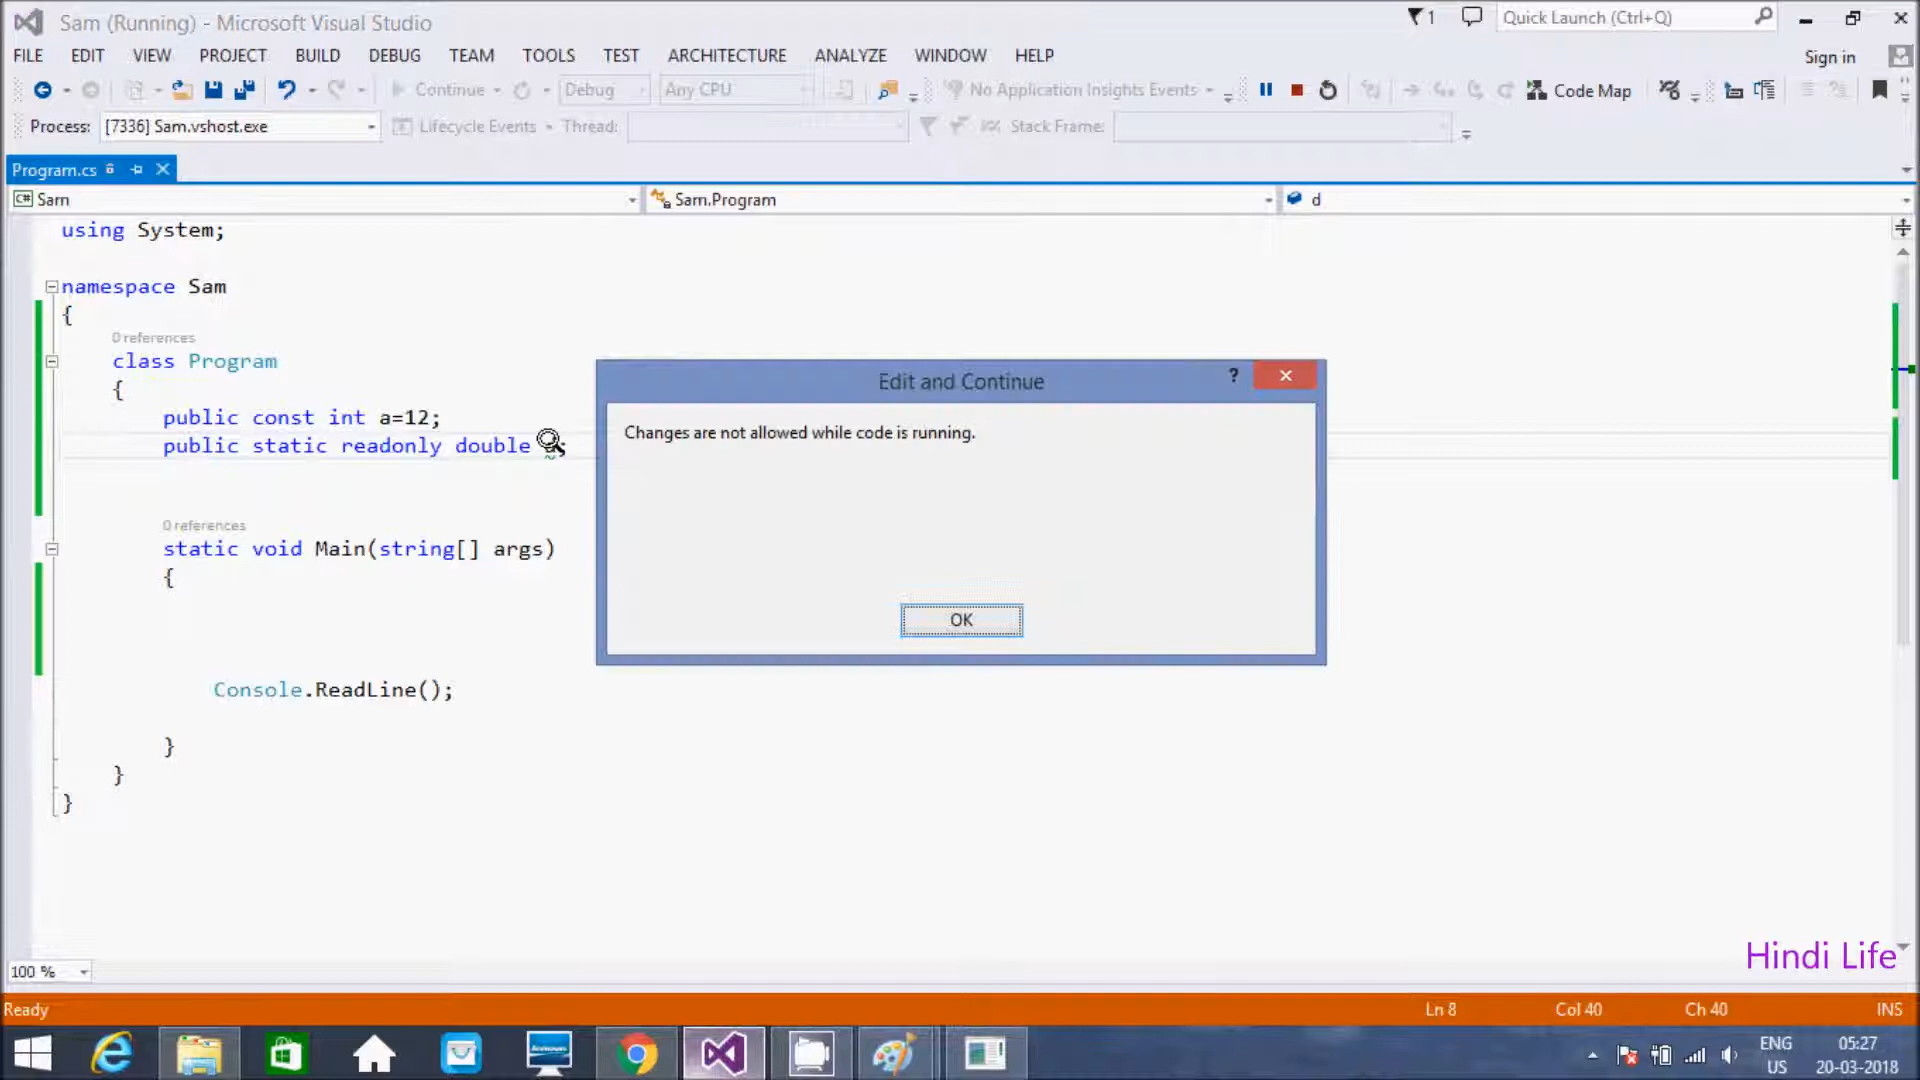 Sam (Running) - Microsoft Visual Studio
1
Quick Launch (Ctrl+Q)
FILE EDIT VIEW PROJECT BUILD DEBUG TEAM TOOLS TEST ARCHITECTURE ANALYZE WINDOW HELP
Sign in
Continue Debug Any CPU No Application Insights Events Code Map
Process: [7336] Sam.vshost.exe Lifecycle Events Thread: Stack Frame:
Program.cs
C# Sam Sam.Program d
using System;
namespace Sam
{
0 references
class Program
{
public const int a=12;
public static readonly double ;
0 references
static void Main(string[] args)
{
Console.ReadLine();
}
}
}
Edit and Continue
?
Changes are not allowed while code is running.
OK
Hindi Life
100 %
Ready Ln 8 Col 40 Ch 40 INS
Lenovo
ENG 05:27
US 20-03-2018